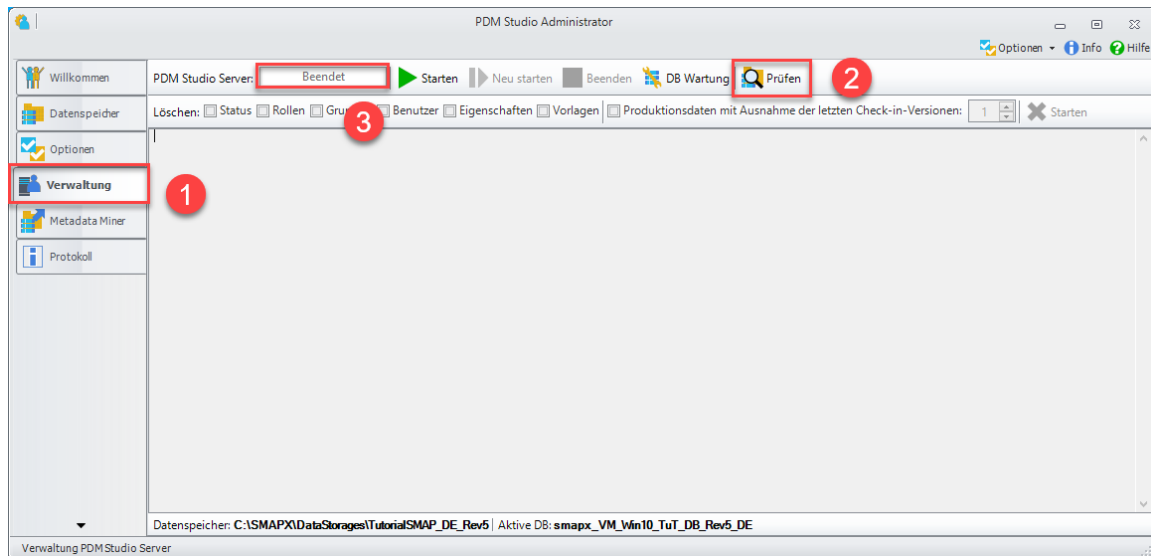 PDM Studio Administrator
Optionen Info Hilfe
Willkommen
Datenspeicher
Optionen
Verwaltung
Metadata Miner
Protokoll
PDM Studio Server: Beendet Starten Neu starten Beenden DB Wartung Prüfen 2
Löschen: Status Rollen 3 Benutzer Eigenschaften Vorlagen Produktionsdaten mit Ausnahme der letzten Check-in-Versionen: 1 Starten
1
Datenspeicher: C:\SMAPX\DataStorages\TutorialSMAP_DE_Rev5 Aktive DB: smapx_VM_Win10_TuT_DB_Rev5_DE
Verwaltung PDMStudio Server